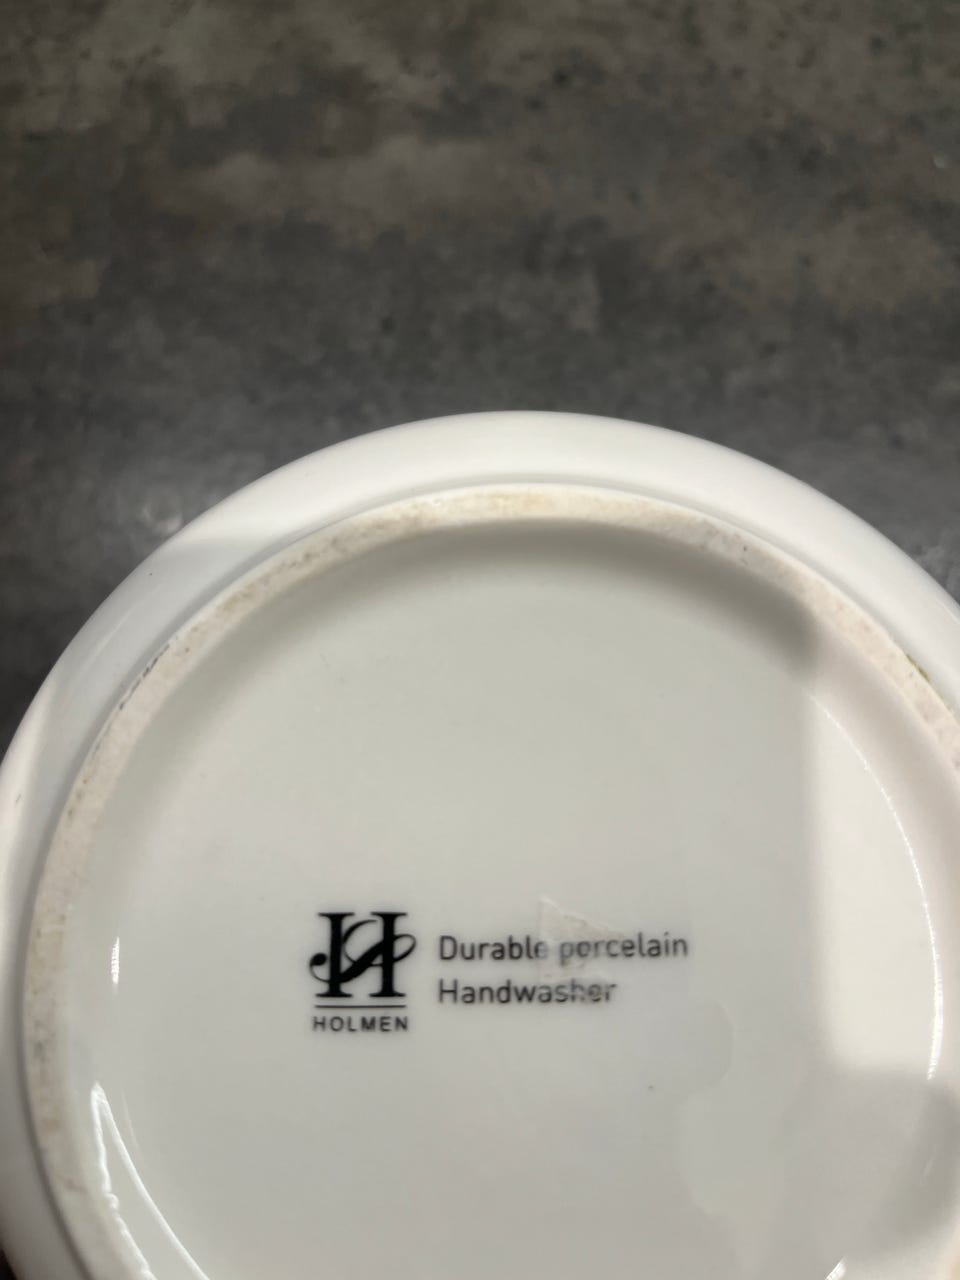 H
HOLMEN
Durable porcelain
Handwasher